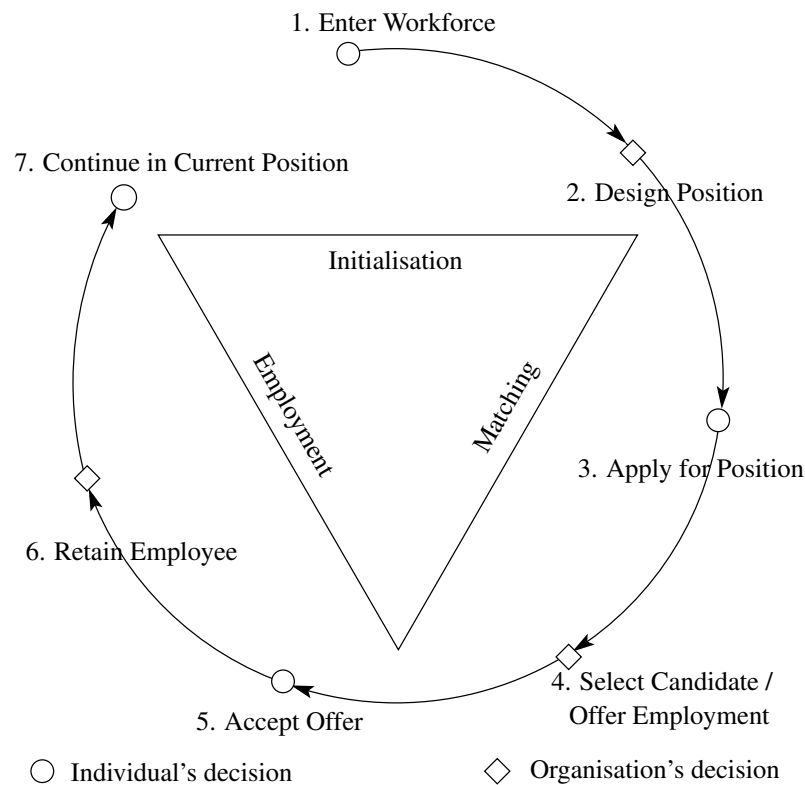 1. Enter Workforce
7. Continue in Current Position
2. Design Position
Initialisation
Employment
Matching
3. Apply for Position
6. Retain Employee
4. Select Candidate /
Offer Employment
5. Accept Offer
Individual's decision
Organisation's decision